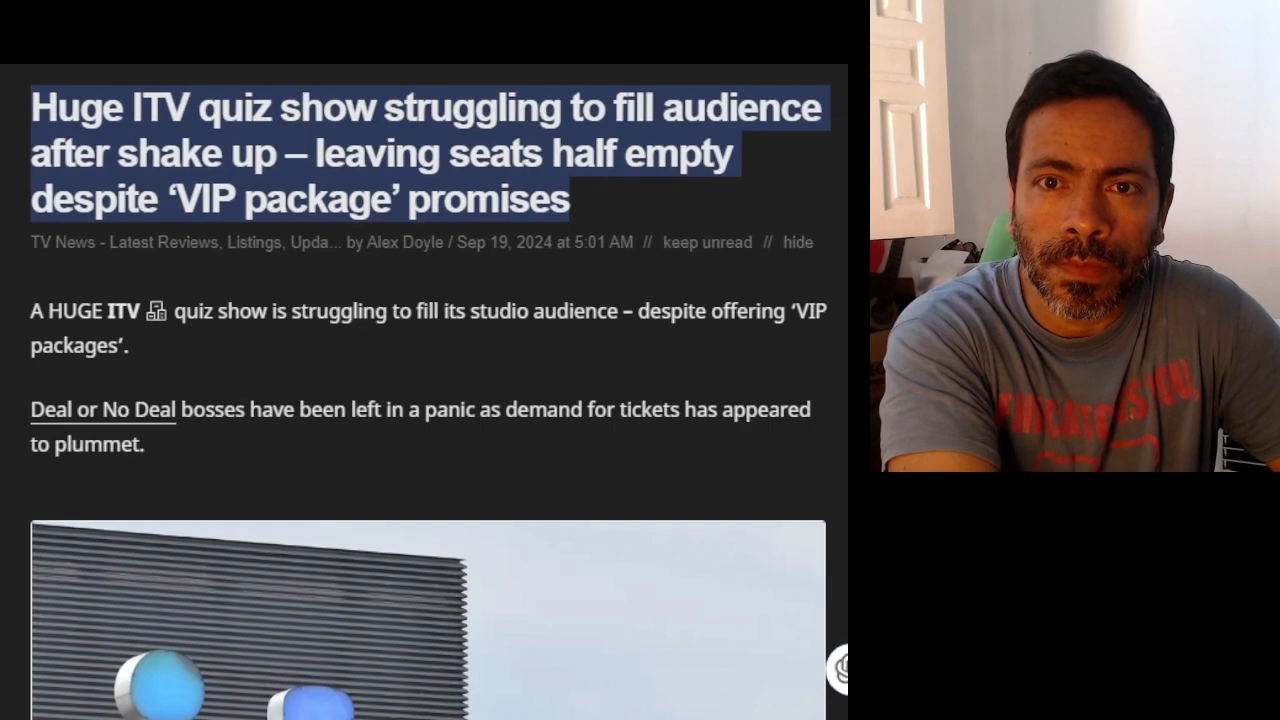 Huge ITV quiz show struggling to fill audience
after shake up – leaving seats half empty
despite ‘VIP package’ promises
TV News - Latest Reviews, Listings, Upda... by Alex Doyle / Sep 19, 2024 at 5:01 AM // keep unread // hide
A HUGE ITV quiz show is struggling to fill its studio audience – despite offering ‘VIP
packages’.
Deal or No Deal bosses have been left in a panic as demand for tickets has appeared
to plummet.